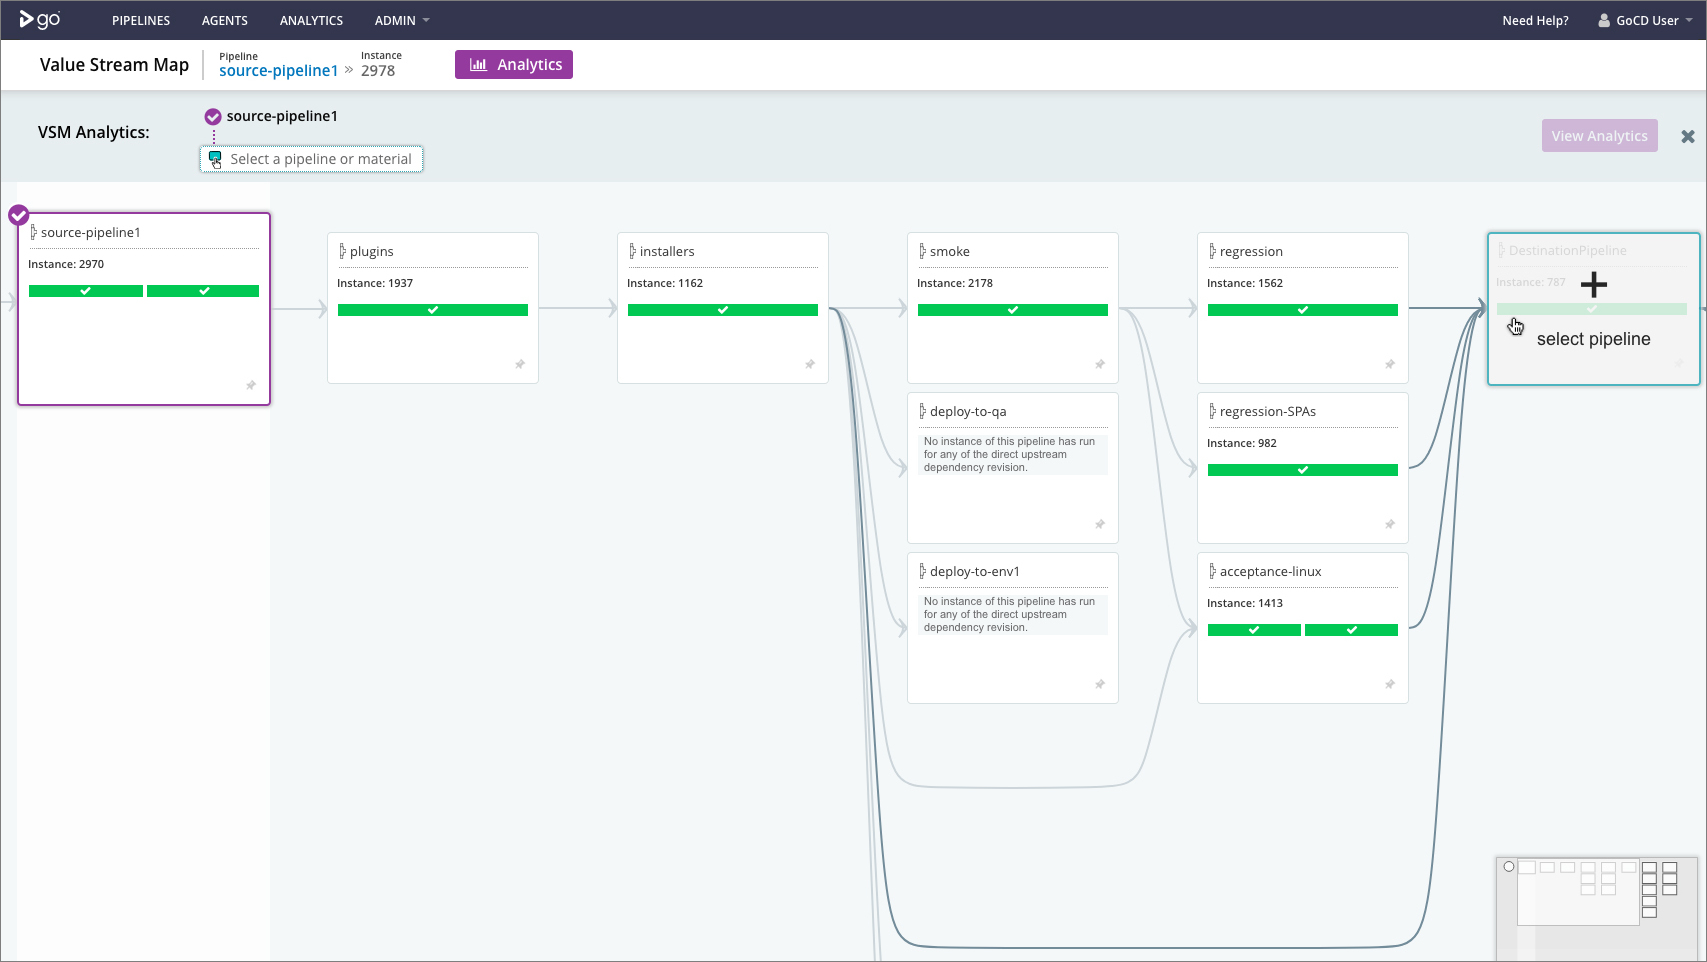 go
PIPELINES
AGENTS
ANALYTICS
ADMIN
Need Help?
GoCD User
Value Stream Map
Pipeline
source-pipeline1 »
Instance
2978
Analytics
VSM Analytics:
source-pipeline1
Select a pipeline or material
View Analytics
source-pipeline1
Instance: 2970
plugins
Instance: 1937
installers
Instance: 1162
smoke
Instance: 2178
regression
Instance: 1562
DestinationPipeline
Instance: 787
select pipeline
deploy-to-qa
No instance of this pipeline has run
for any of the direct upstream
dependency revision.
regression-SPAs
Instance: 982
deploy-to-env1
No instance of this pipeline has run
for any of the direct upstream
dependency revision.
acceptance-linux
Instance: 1413